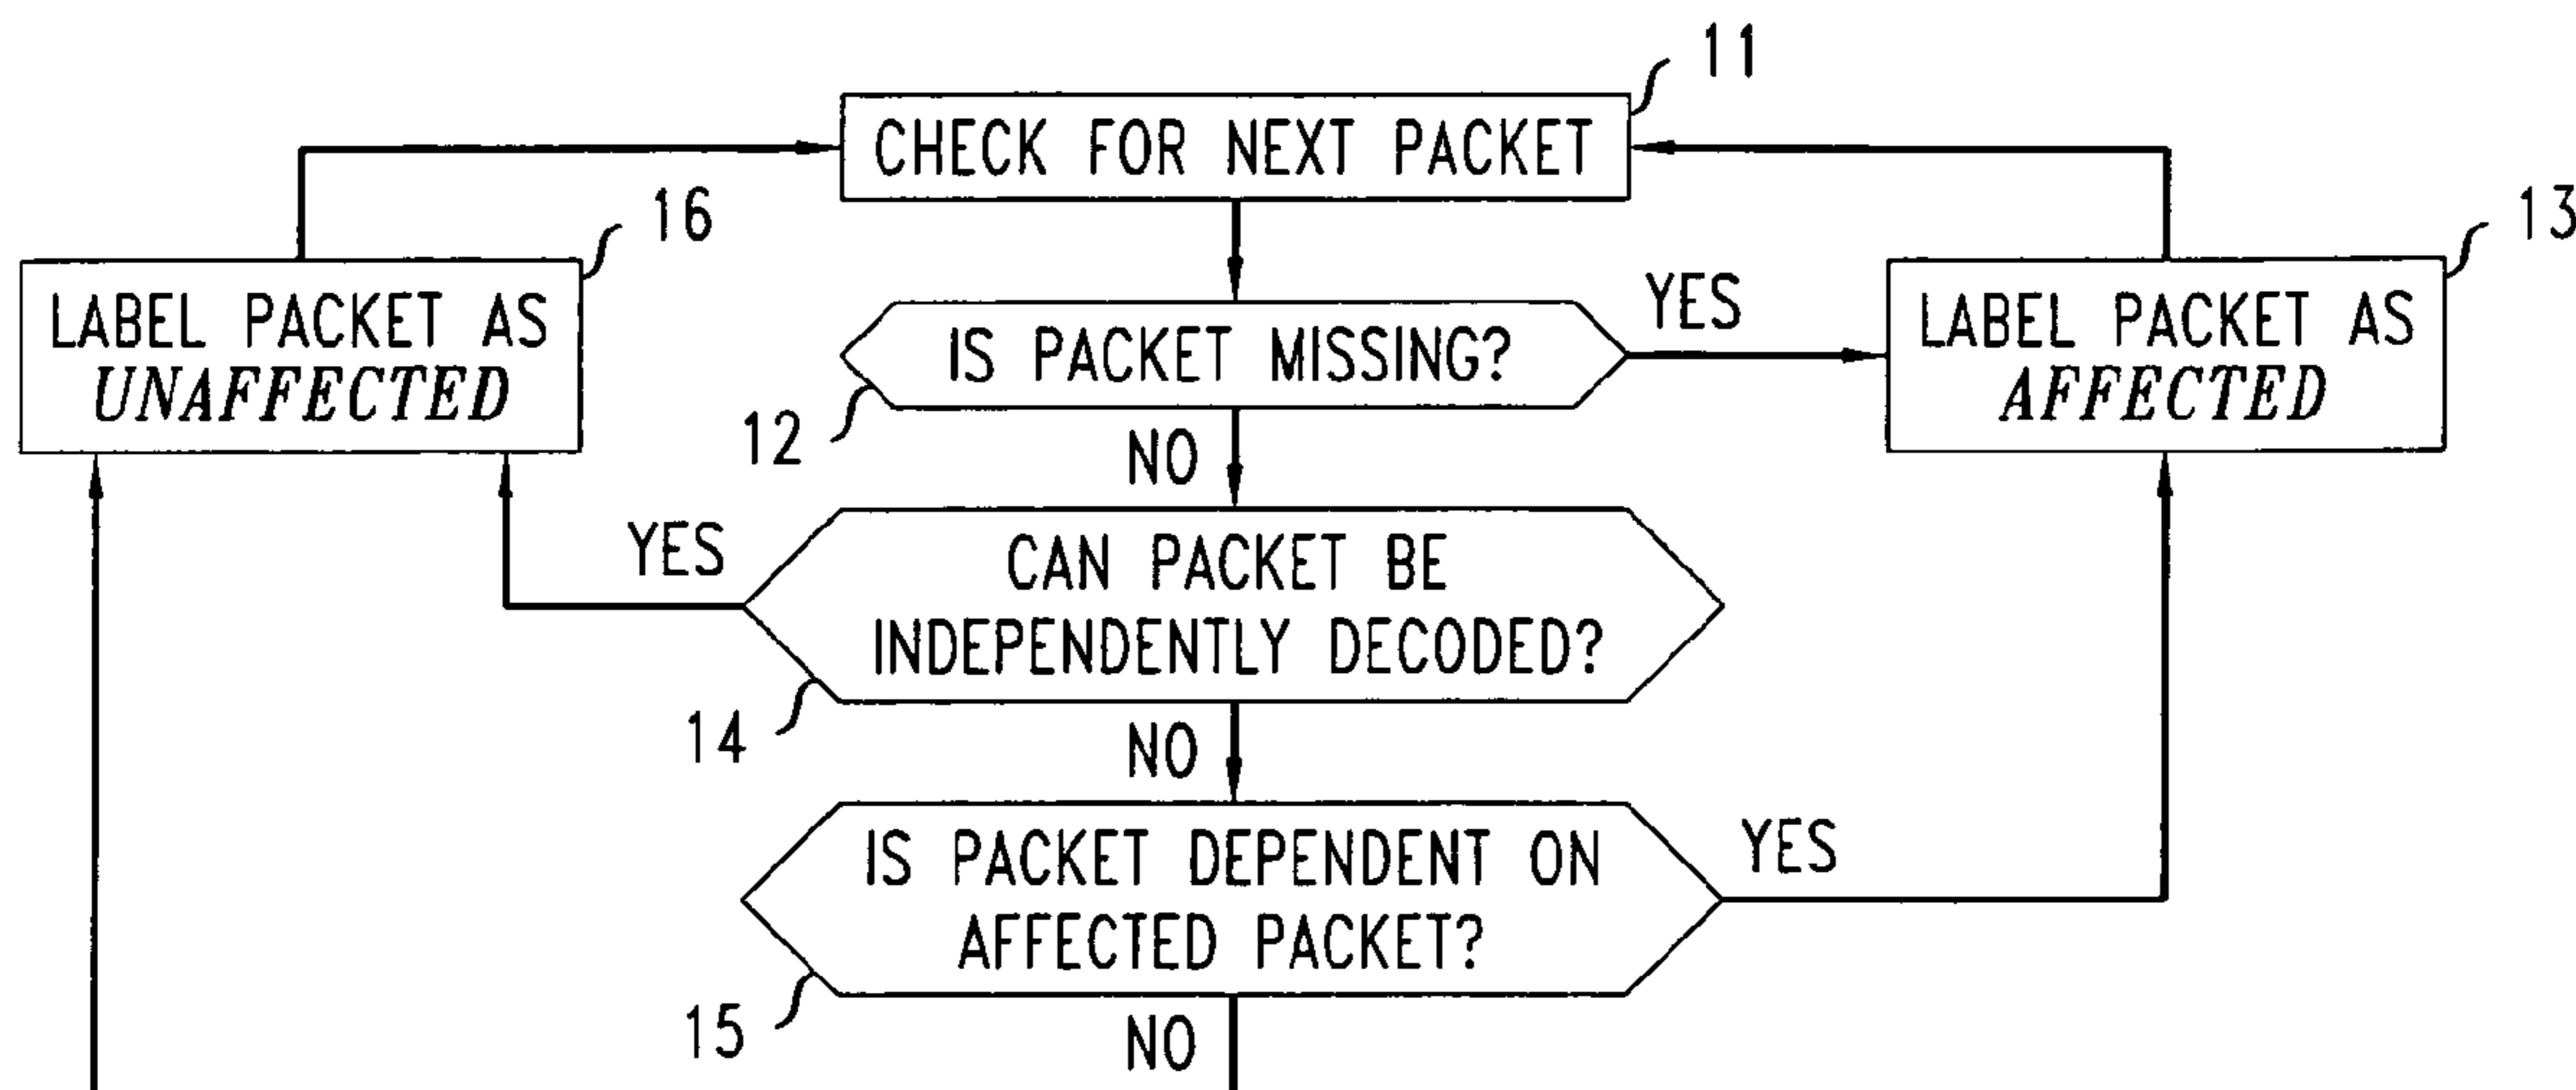 11
CHECK FOR NEXT PACKET
16
13
LABEL PACKET AS
UNAFFECTED
IS PACKET MISSING?
YES
LABEL PACKET AS
AFFECTED
12
NO
YES
CAN PACKET BE
INDEPENDENTLY DECODED?
14
NO
IS PACKET DEPENDENT ON
AFFECTED PACKET?
YES
15
NO